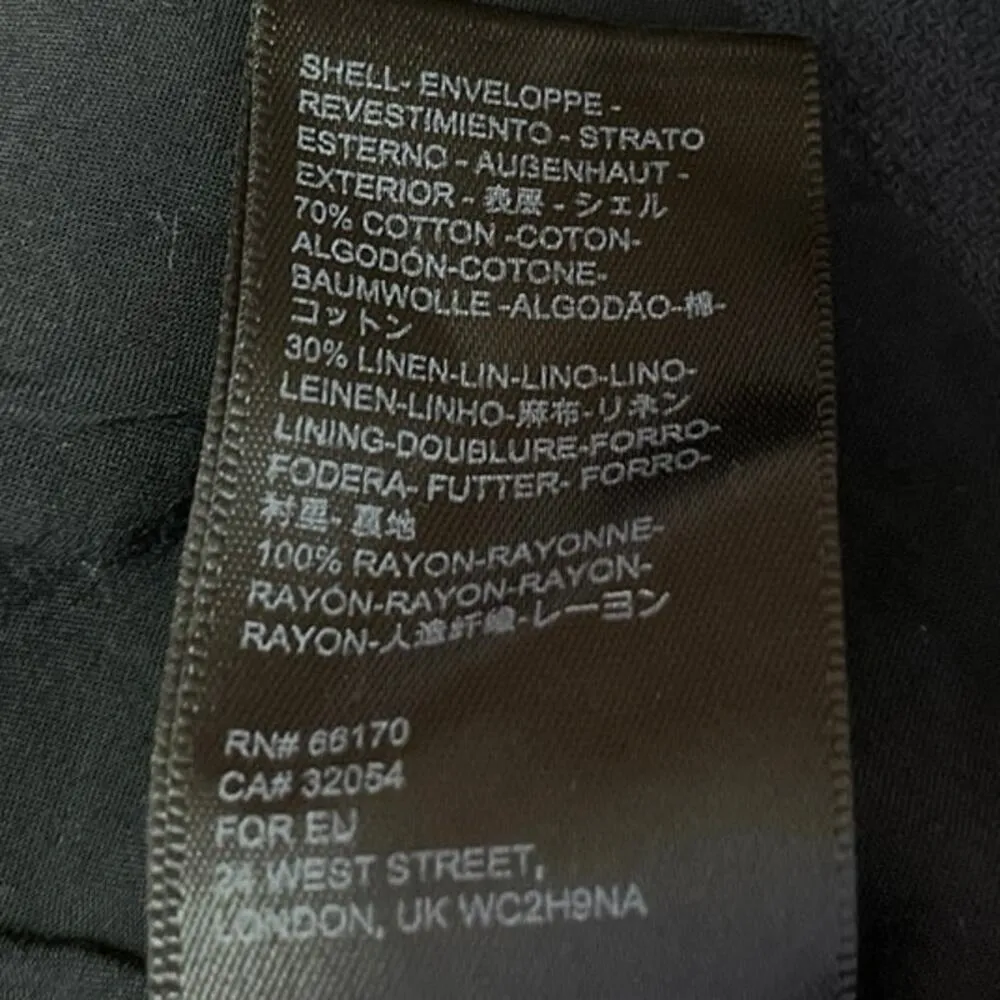 SHELL- ENVELOPPE -
REVESTIMIENTO - STRATO
ESTERNO - AUßENHAUT -
EXTERIOR - 表层 - シェル
70% COTTON -COTON-
ALGODÓN-COTONE-
BAUMWOLLE -ALGODÃO-棉-
コットン
30% LINEN-LIN-LINO-LINO-
LEINEN-LINHO-麻布-リネン
LINING-DOUBLURE-FORRO-
FODERA- FUTTER- FORRO-
衬里- 裏地
100% RAYON-RAYONNE-
RAYÓN-RAYON-RAYON-
RAYON-人造纤维-レーヨン
RN# 66170
CA# 32054
FOR EU
24 WEST STREET,
LONDON, UK WC2H9NA